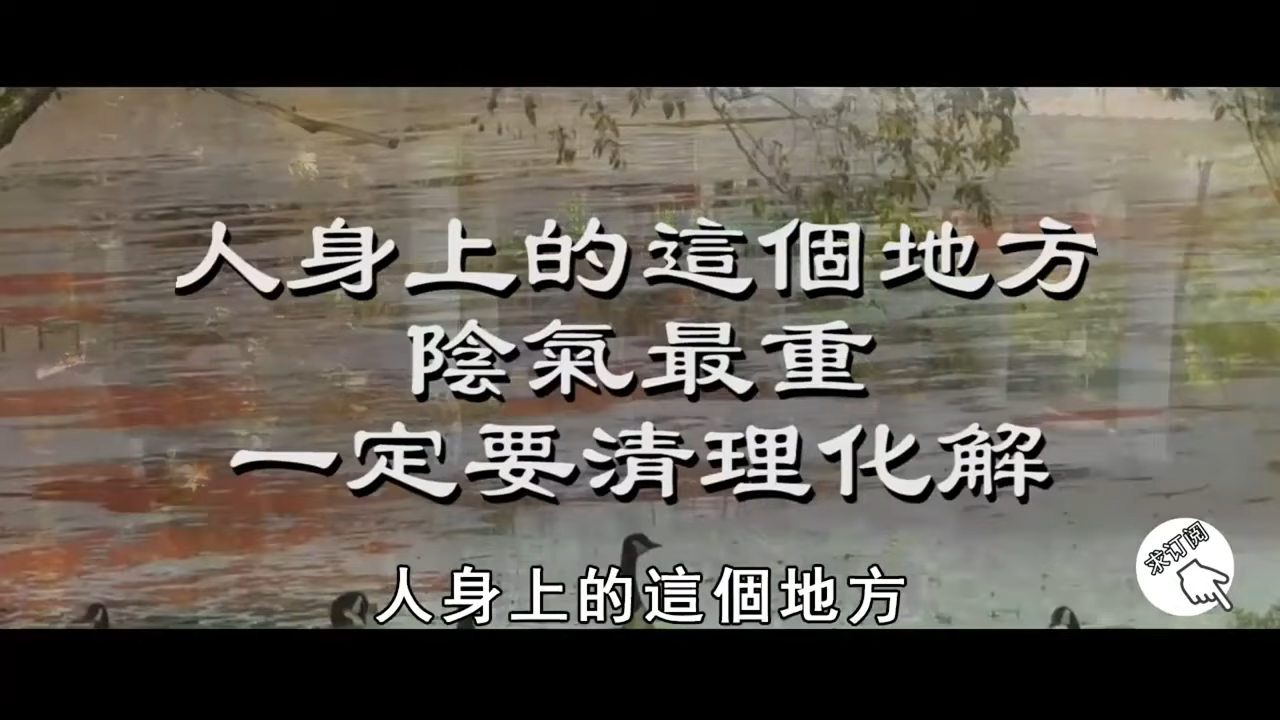 人身上的這個地方
陰氣最重
一定要清理化解
求订阅
人身上的這個地方